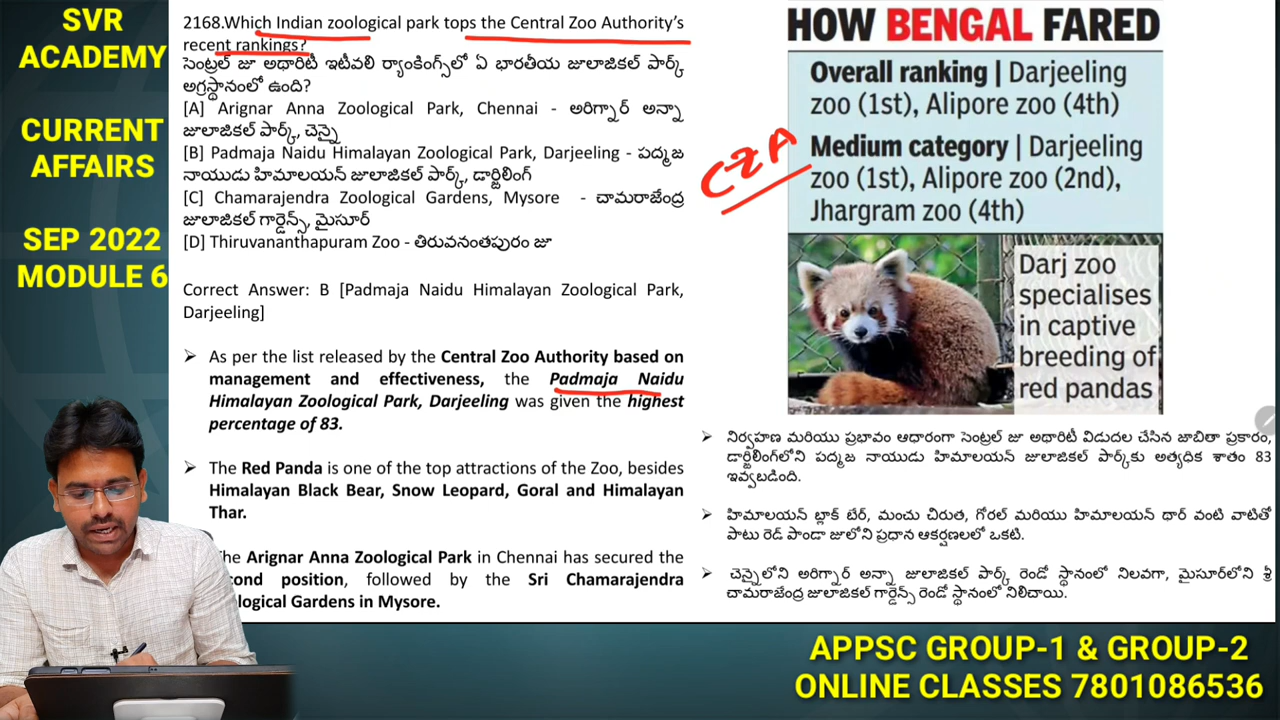 SVR
ACADEMY
CURRENT
AFFAIRS
SEP 2022
MODULE 6
2168.Which Indian zoological park tops the Central Zoo Authority's
recent rankings?
సెంట్రల్ జూ అథారిటీ ఇటీవలి ర్యాంకింగ్స్‌లో ఏ భారతీయ జులాజికల్ పార్క్
అగ్రస్థానంలో ఉంది?
[A] Arignar Anna Zoological Park, Chennai - అరిగ్నార్ అన్నా
జులాజికల్ పార్క్, చెన్నై
[B] Padmaja Naidu Himalayan Zoological Park, Darjeeling - పద్మజ
నాయుడు హిమాలయన్ జులాజికల్ పార్క్, డార్జిలింగ్
[C] Chamarajendra Zoological Gardens, Mysore - చామరాజేంద్ర
జులాజికల్ గార్డెన్స్, మైసూర్
[D] Thiruvananthapuram Zoo - తిరువనంతపురం జూ
Correct Answer: B [Padmaja Naidu Himalayan Zoological Park,
Darjeeling]
➢ As per the list released by the Central Zoo Authority based on
management and effectiveness, the Padmaja Naidu
Himalayan Zoological Park, Darjeeling was given the highest
percentage of 83.
➢ The Red Panda is one of the top attractions of the Zoo, besides
Himalayan Black Bear, Snow Leopard, Goral and Himalayan
Thar.
Arignar Anna Zoological Park in Chennai has secured the
position, followed by the Sri Chamarajendra
Gardens in Mysore.
HOW BENGAL FARED
Overall ranking | Darjeeling
zoo (1st), Alipore zoo (4th)
CZA
Medium category | Darjeeling
zoo (1st), Alipore zoo (2nd),
Jhargram zoo (4th)
Darj zoo
specialises
in captive
breeding of
red pandas
➢ నిర్వహణ మరియు ప్రభావం ఆధారంగా సెంట్రల్ జూ అథారిటీ విడుదల చేసిన జాబితా ప్రకారం,
డార్జిలింగ్‌లోని పద్మజ నాయుడు హిమాలయన్ జులాజికల్ పార్క్‌కు అత్యధిక శాతం 83
ఇవ్వబడింది.
➢ హిమాలయన్ బ్లాక్ బేర్, మంచు చిరుత, గోరల్ మరియు హిమాలయన్ థార్ వంటి వాటితో
పాటు రెడ్ పాండా జూలోని ప్రధాన ఆకర్షణలలో ఒకటి.
➢ చెన్నైలోని అరిగ్నార్ అన్నా జులాజికల్ పార్క్ రెండో స్థానంలో నిలవగా, మైసూర్‌లోని శ్రీ
చామరాజేంద్ర జులాజికల్ గార్డెన్స్ రెండో స్థానంలో నిలిచాయి.
APPSC GROUP-1 & GROUP-2
ONLINE CLASSES 7801086536